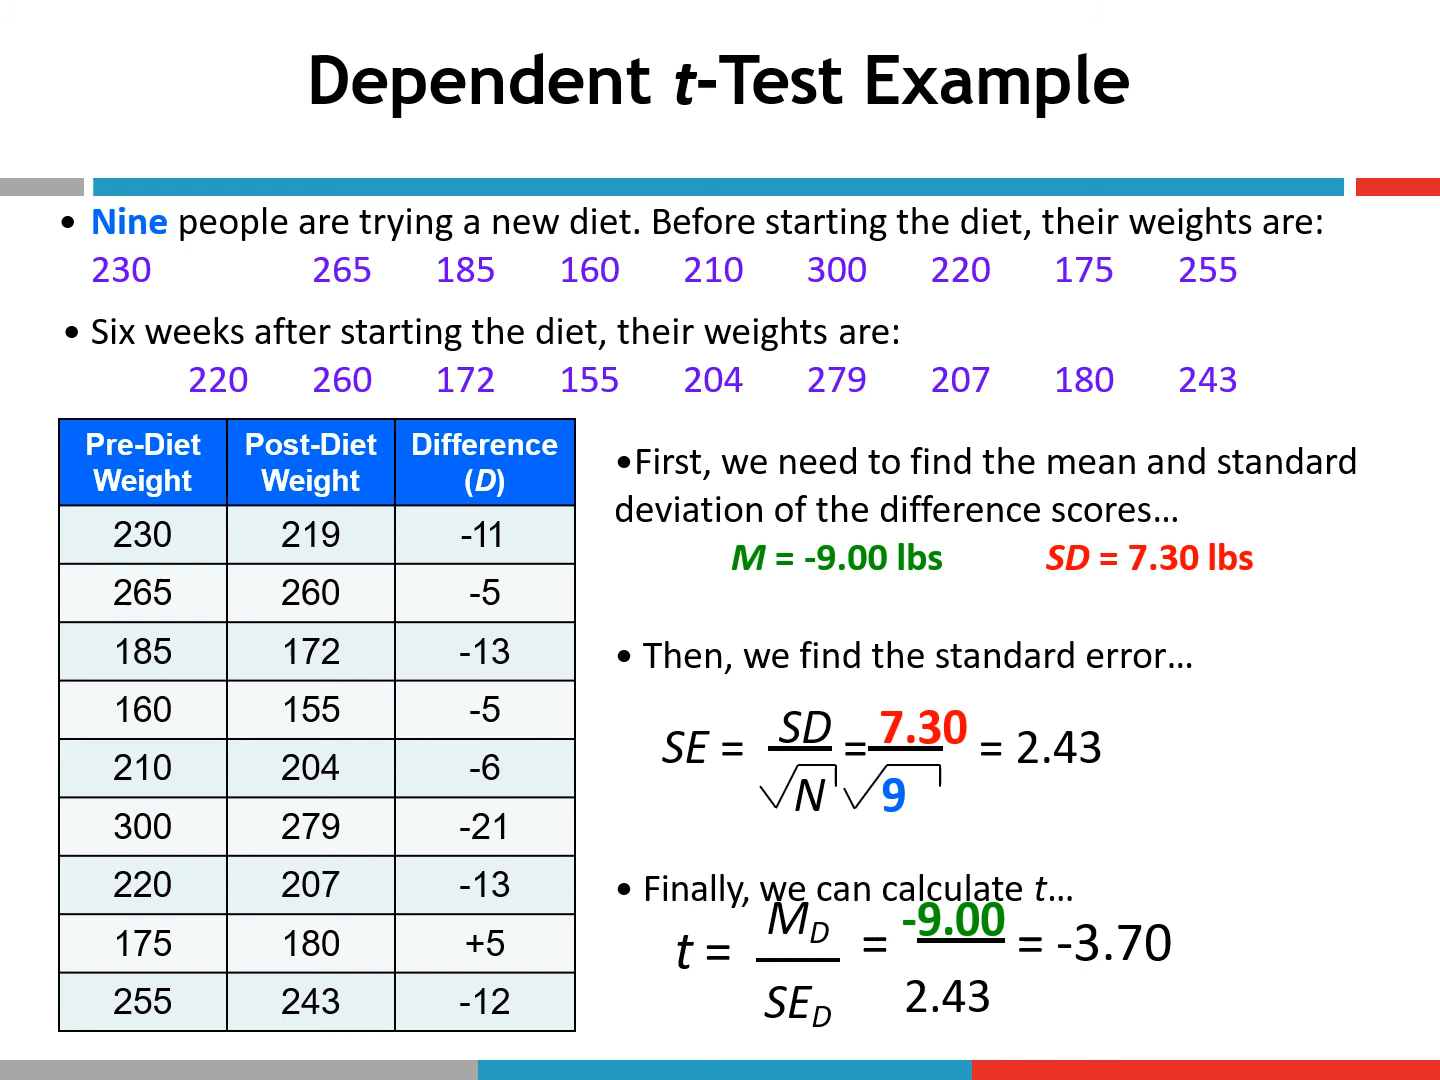 Dependent t-Test Example
• Nine people are trying a new diet. Before starting the diet, their weights are:
230 265 185 160 210 300 220 175 255
• Six weeks after starting the diet, their weights are:
220 260 172 155 204 279 207 180 243
Pre-Diet Weight Post-Diet Weight Difference (D)
230 219 -11
265 260 -5
185 172 -13
160 155 -5
210 204 -6
300 279 -21
220 207 -13
175 180 +5
255 243 -12
•First, we need to find the mean and standard
deviation of the difference scores…
M = -9.00 lbs SD = 7.30 lbs
• Then, we find the standard error…
SE = SD/√N = 7.30/√9 = 2.43
• Finally, we can calculate t…
t = M_D/SE_D = -9.00/2.43 = -3.70